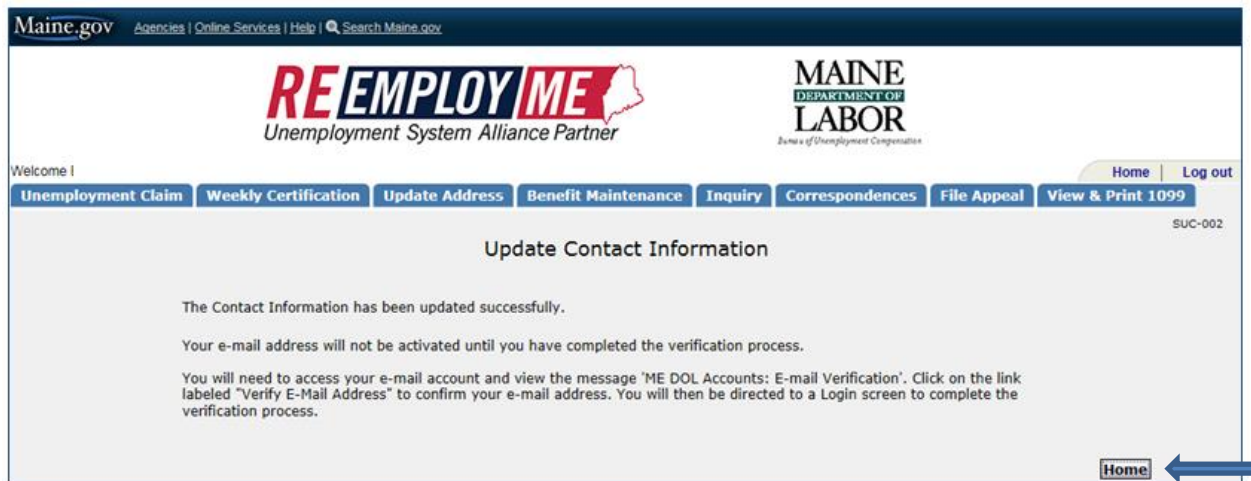 Maine.gov Agencies | Online Services | Help | Search Maine.gov
REEMPLOYME
Unemployment System Alliance Partner
MAINE
DEPARTMENT OF
LABOR
Bureau of Unemployment Compensation
Welcome l
Home | Log out
Unemployment Claim Weekly Certification Update Address Benefit Maintenance Inquiry Correspondences File Appeal View & Print 1099
SUC-002
Update Contact Information
The Contact Information has been updated successfully.
Your e-mail address will not be activated until you have completed the verification process.
You will need to access your e-mail account and view the message 'ME DOL Accounts: E-mail Verification'. Click on the link
labeled "Verify E-Mail Address" to confirm your e-mail address. You will then be directed to a Login screen to complete the
verification process.
Home